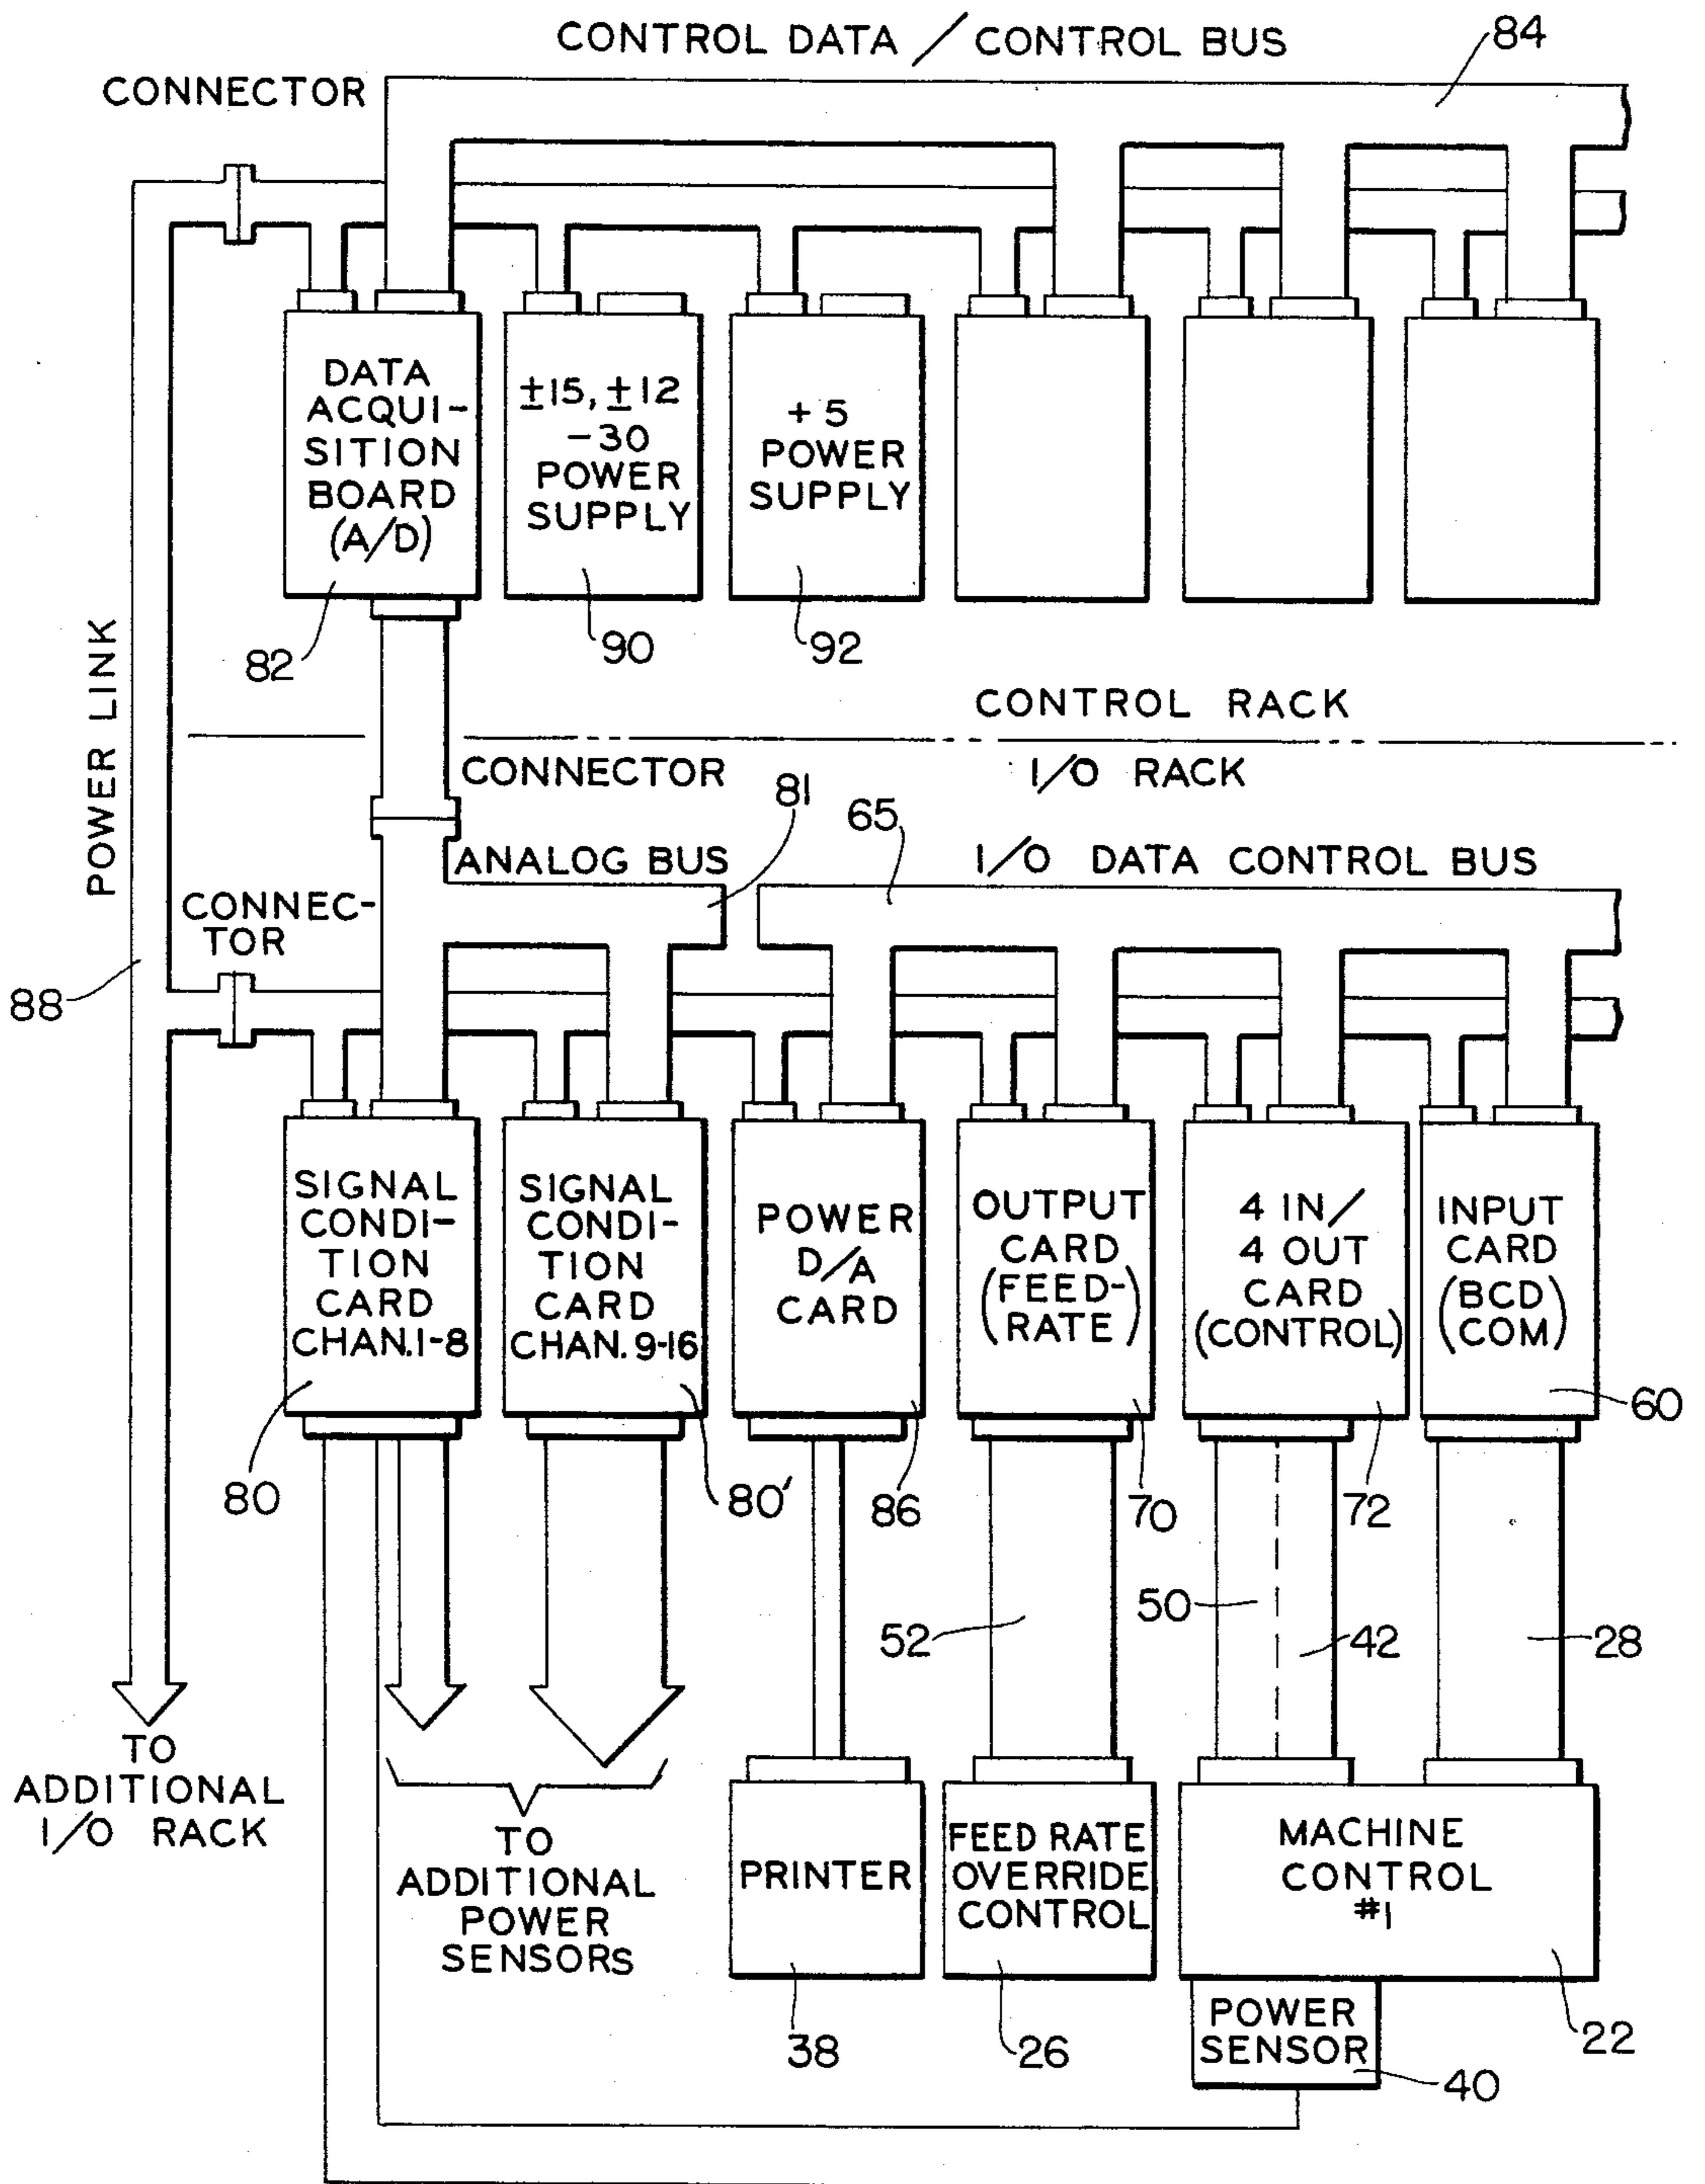 CONTROL DATA / CONTROL BUS
84
CONNECTOR
DATA
ACQUI-
SITION
BOARD
(A/D)
±15, ±12
-30
POWER
SUPPLY
+5
POWER
SUPPLY
82
90
92
POWER LINK
CONTROL RACK
CONNECTOR
I/O RACK
81
65
ANALOG BUS
I/O DATA CONTROL BUS
CONNEC-
TOR
88
SIGNAL
CONDI-
TION
CARD
CHAN.1-8
SIGNAL
CONDI-
TION
CARD
CHAN. 9-16
POWER
D/A
CARD
OUTPUT
CARD
(FEED-
RATE)
4 IN/
4 OUT
CARD
(CONTROL)
INPUT
CARD
(BCD
COM)
60
80
80'
86
70
72
52
50
42
28
TO
ADDITIONAL
I/O RACK
TO
ADDITIONAL
POWER
SENSORS
PRINTER
FEED RATE
OVERRIDE
CONTROL
MACHINE
CONTROL
#1
POWER
SENSOR
38
26
22
40